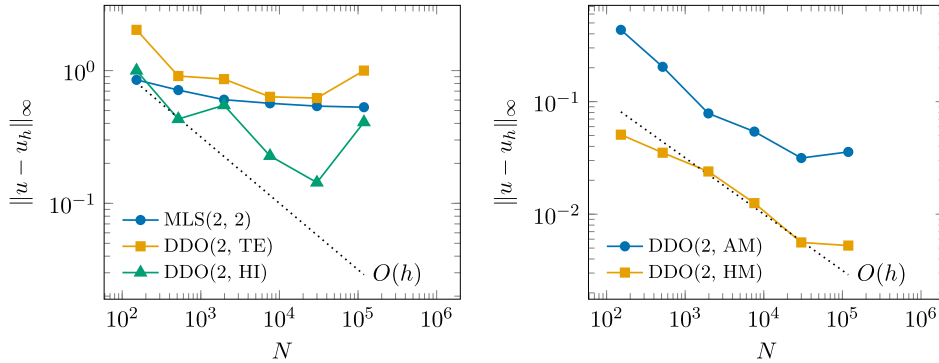 10^0
10^{-1}
‖u − u_h‖_∞
MLS(2, 2)
DDO(2, TE)
DDO(2, HI)
O(h)
10^2
10^3
10^4
10^5
10^6
N
10^{-1}
10^{-2}
‖u − u_h‖_∞
DDO(2, AM)
DDO(2, HM)
O(h)
10^2
10^3
10^4
10^5
10^6
N